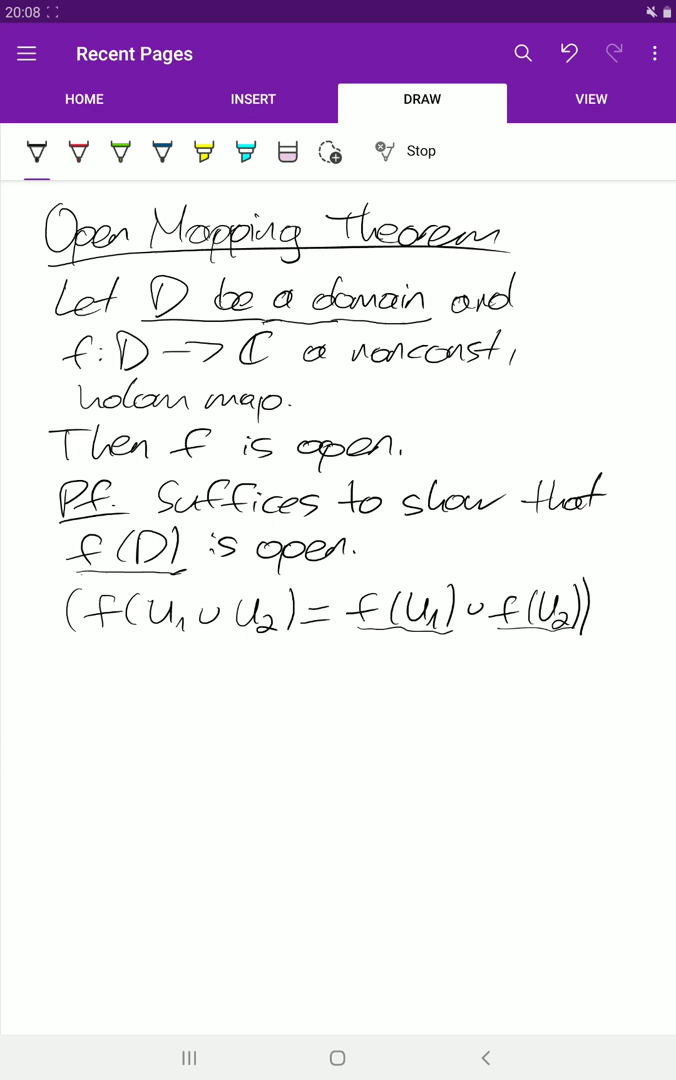 20:08
Recent Pages
HOME INSERT DRAW VIEW
Stop
Open Mapping Theorem
Let D be a domain and
f: D → ℂ a nonconst,
holom map.
Then f is open.
Pf. Suffices to show that
f(D) is open.
(f(U₁ ∪ U₂) = f(U₁) ∪ f(U₂))